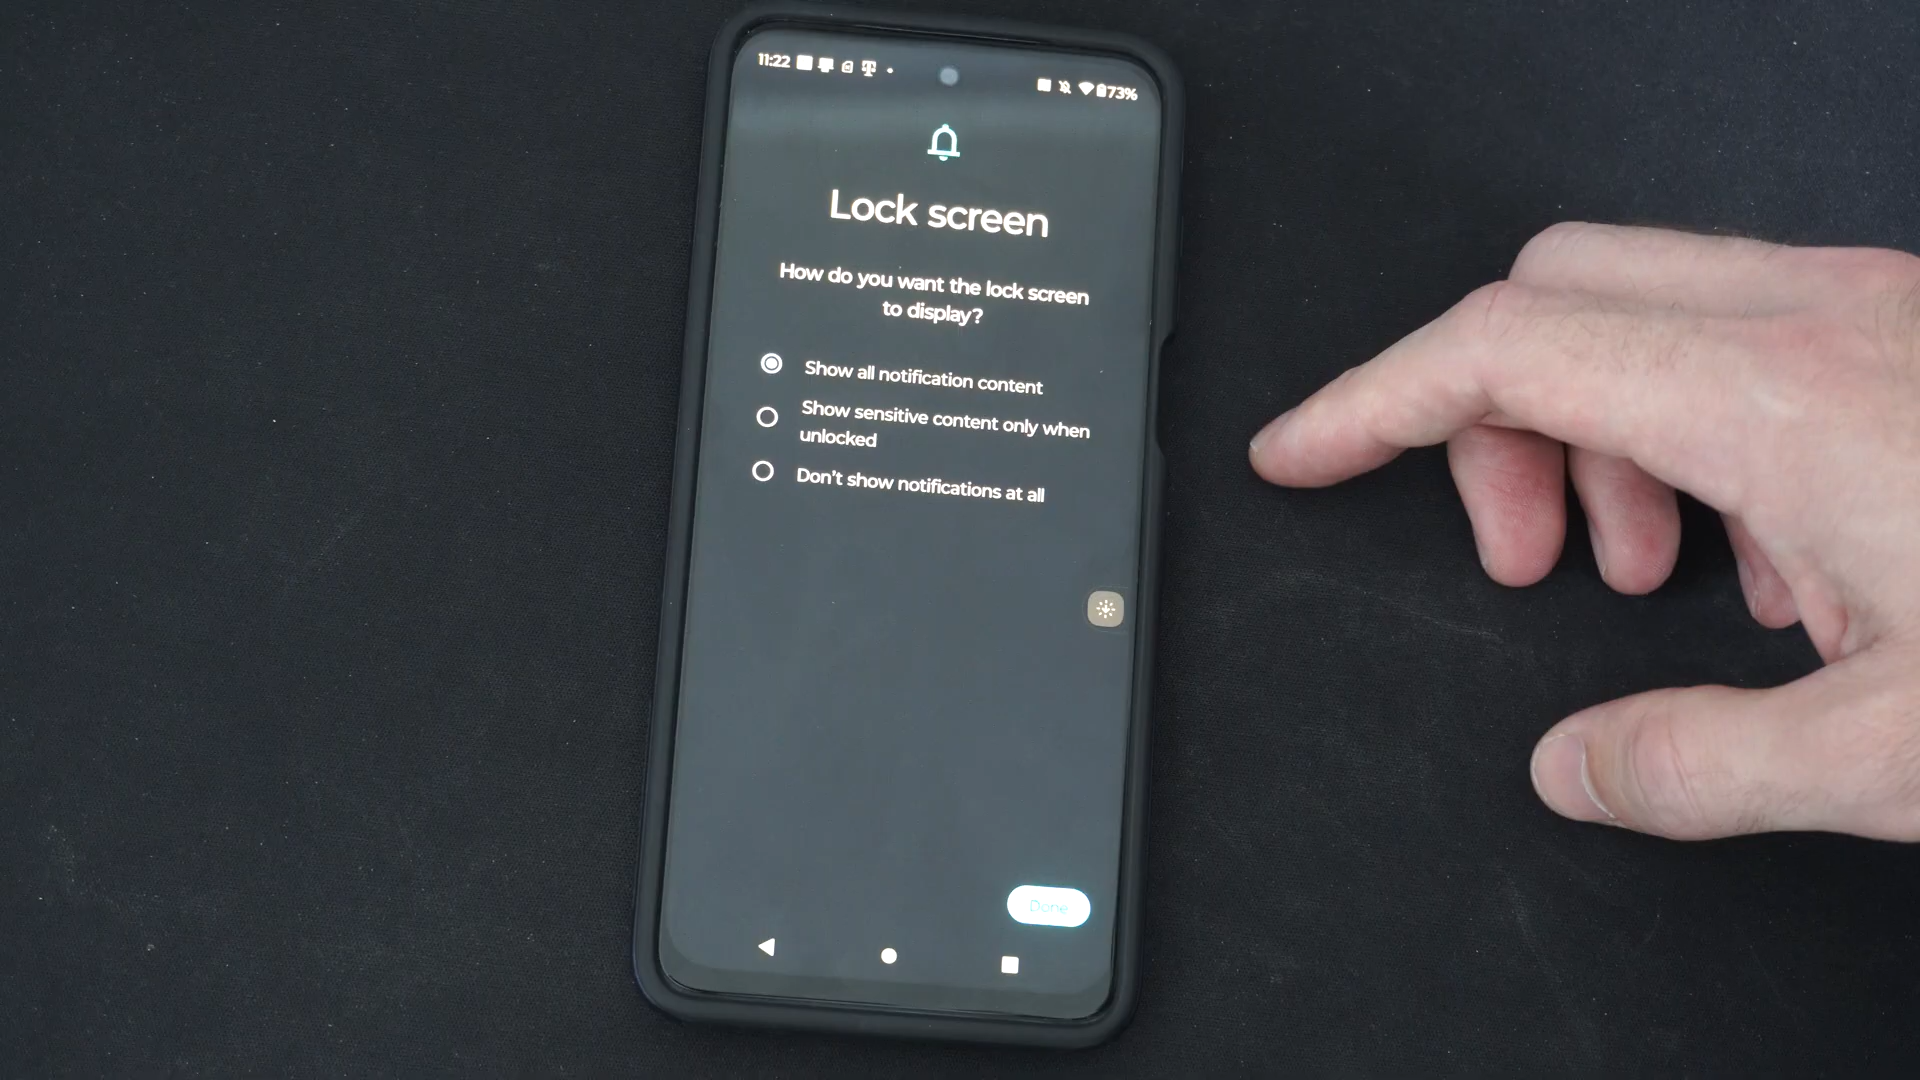 11:22
73%
Lock screen
How do you want the lock screen
to display?
Show all notification content
Show sensitive content only when
unlocked
Don't show notifications at all
Done